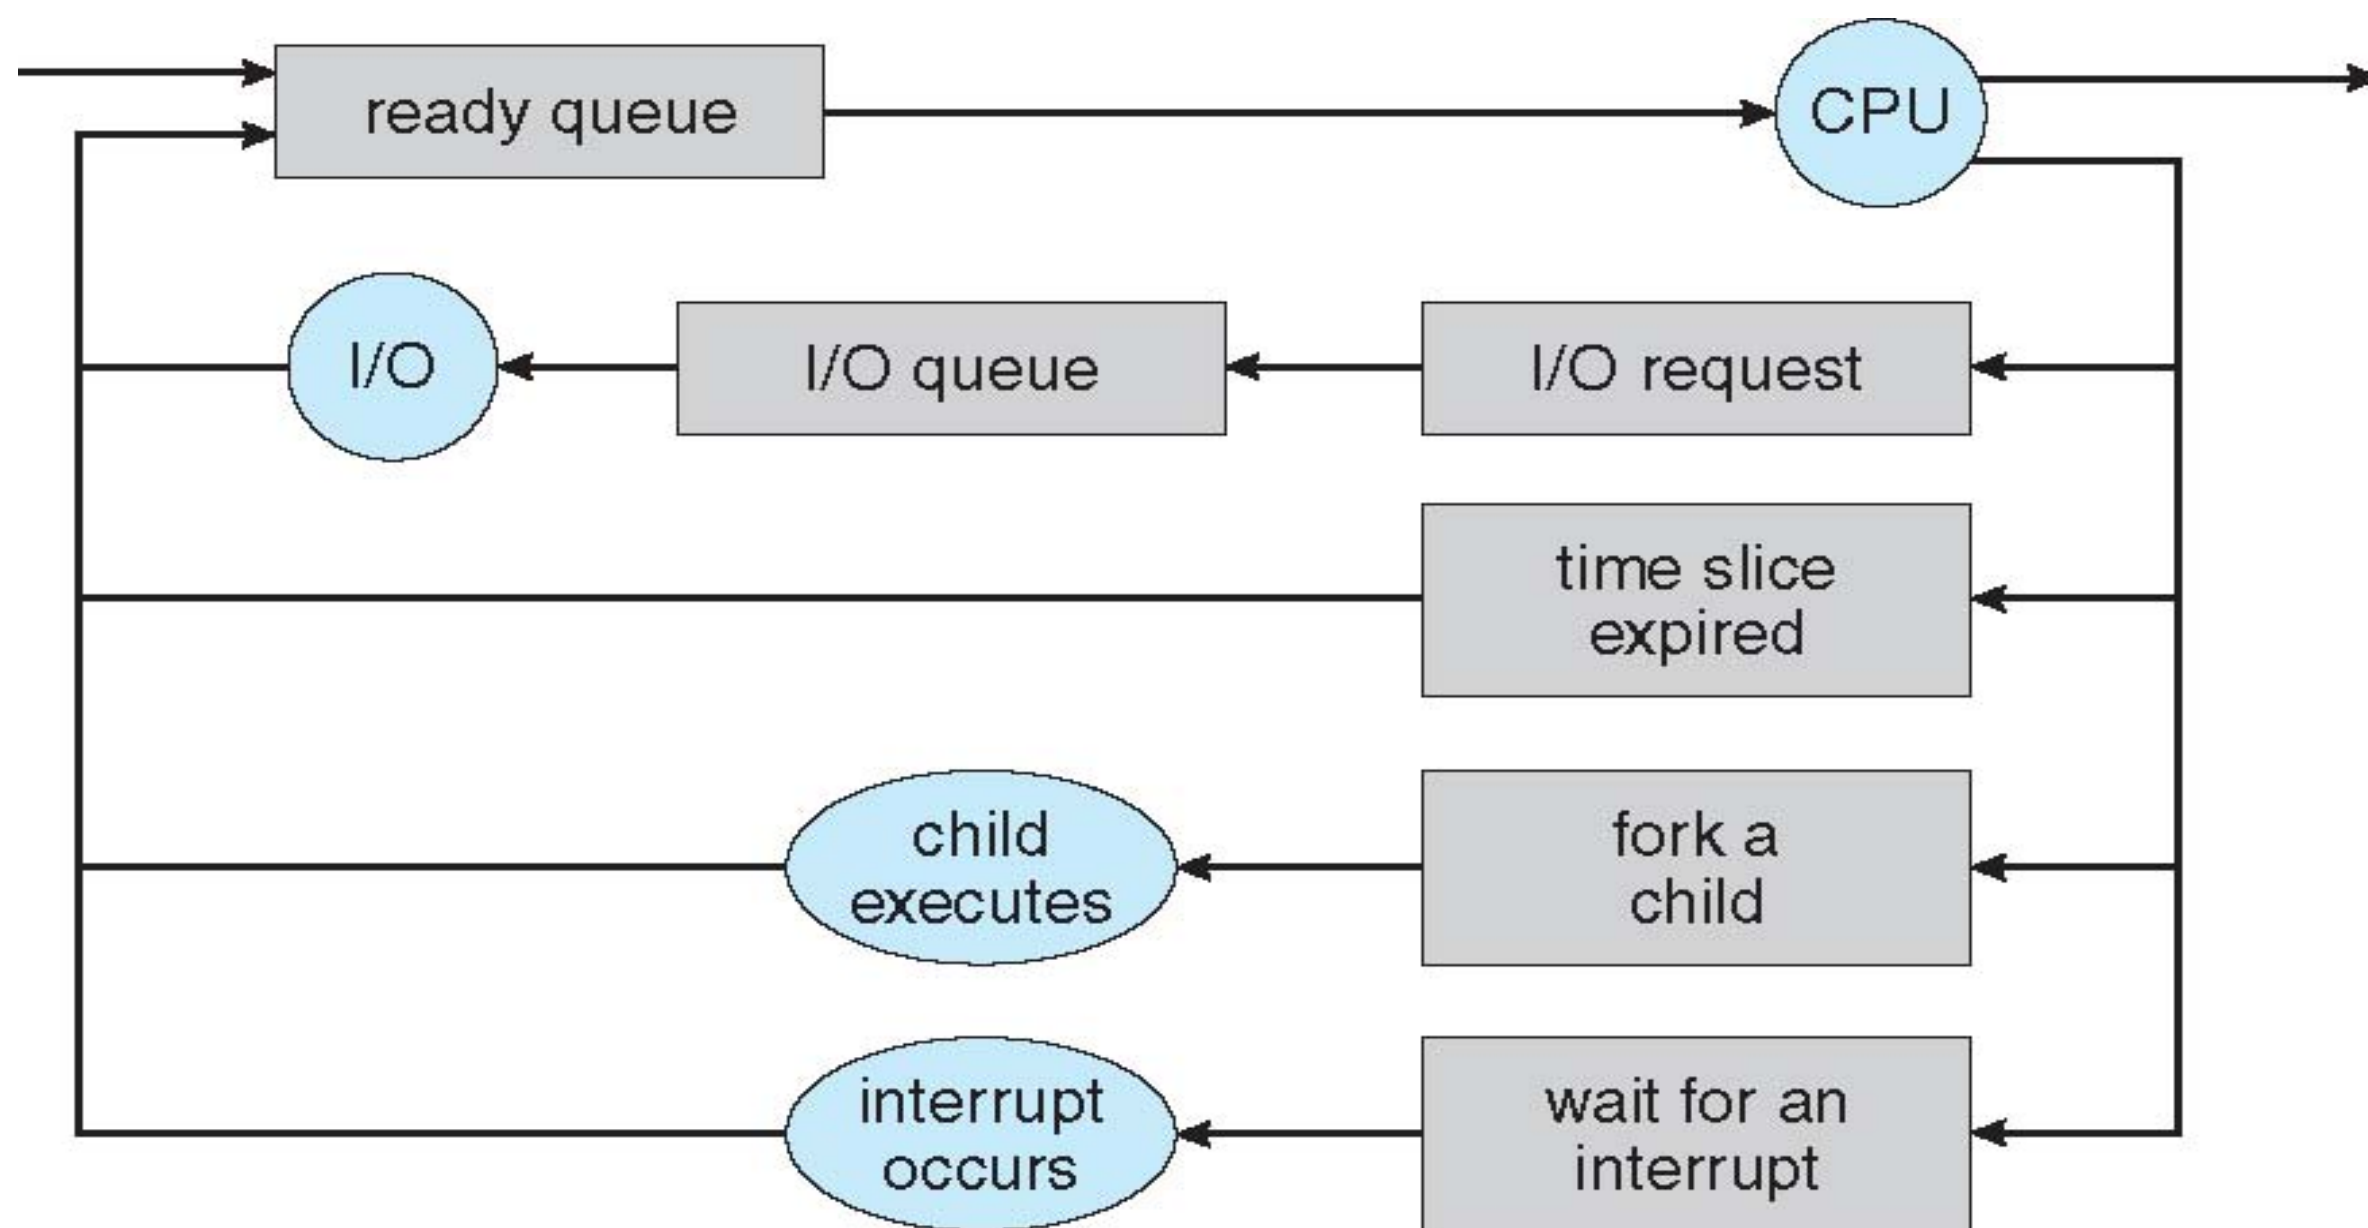 ready queue
CPU
I/O
I/O queue
I/O request
time slice
expired
child
executes
fork a
child
interrupt
occurs
wait for an
interrupt